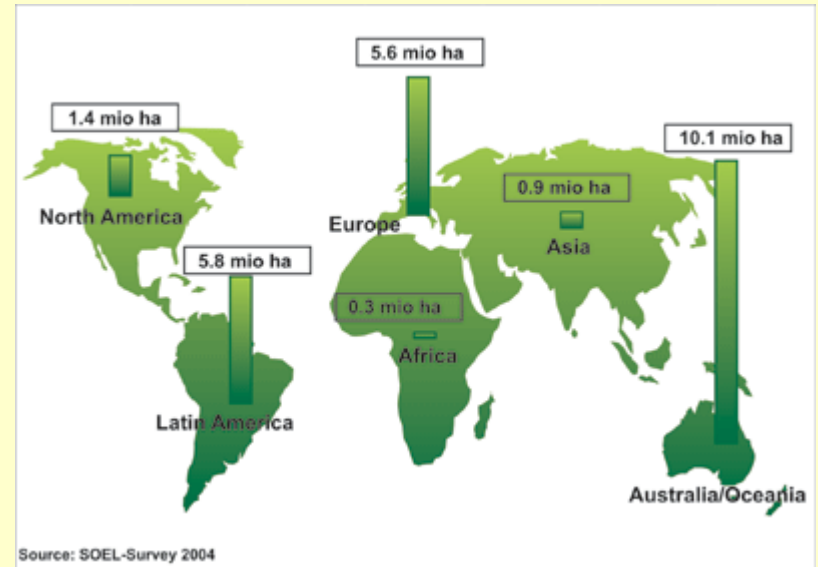 5.6 mio ha
1.4 mio ha
10.1 mio ha
0.9 mio ha
North America
Europe
Asia
5.8 mio ha
0.3 mio ha
Africa
Latin America
Australia/Oceania
Source: SOEL-Survey 2004